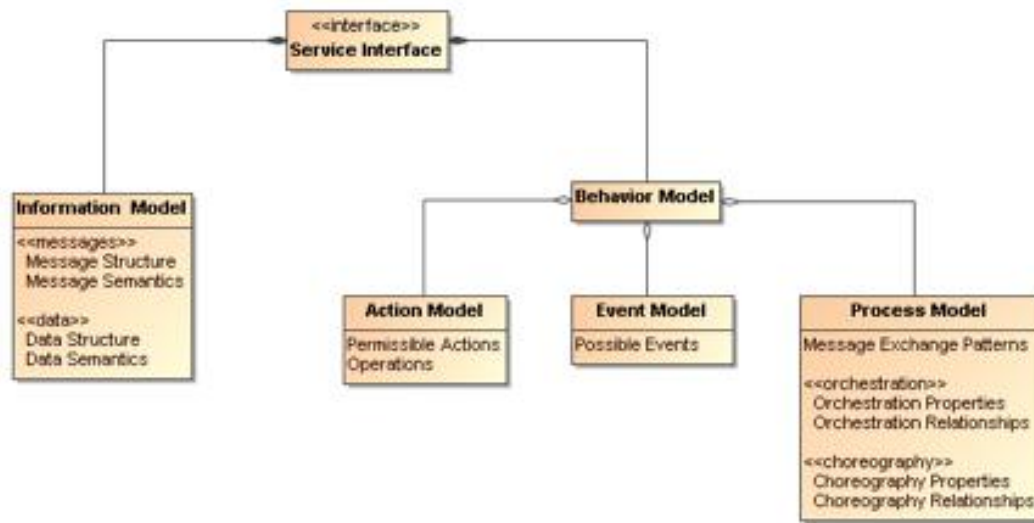 <<interface>>
Service Interface
Information Model
<<messages>>
Message Structure
Message Semantics
<<data>>
Data Structure
Data Semantics
Behavior Model
Action Model
Permissible Actions
Operations
Event Model
Possible Events
Process Model
Message Exchange Patterns
<<orchestration>>
Orchestration Properties
Orchestration Relationships
<<choreography>>
Choreography Properties
Choreography Relationships